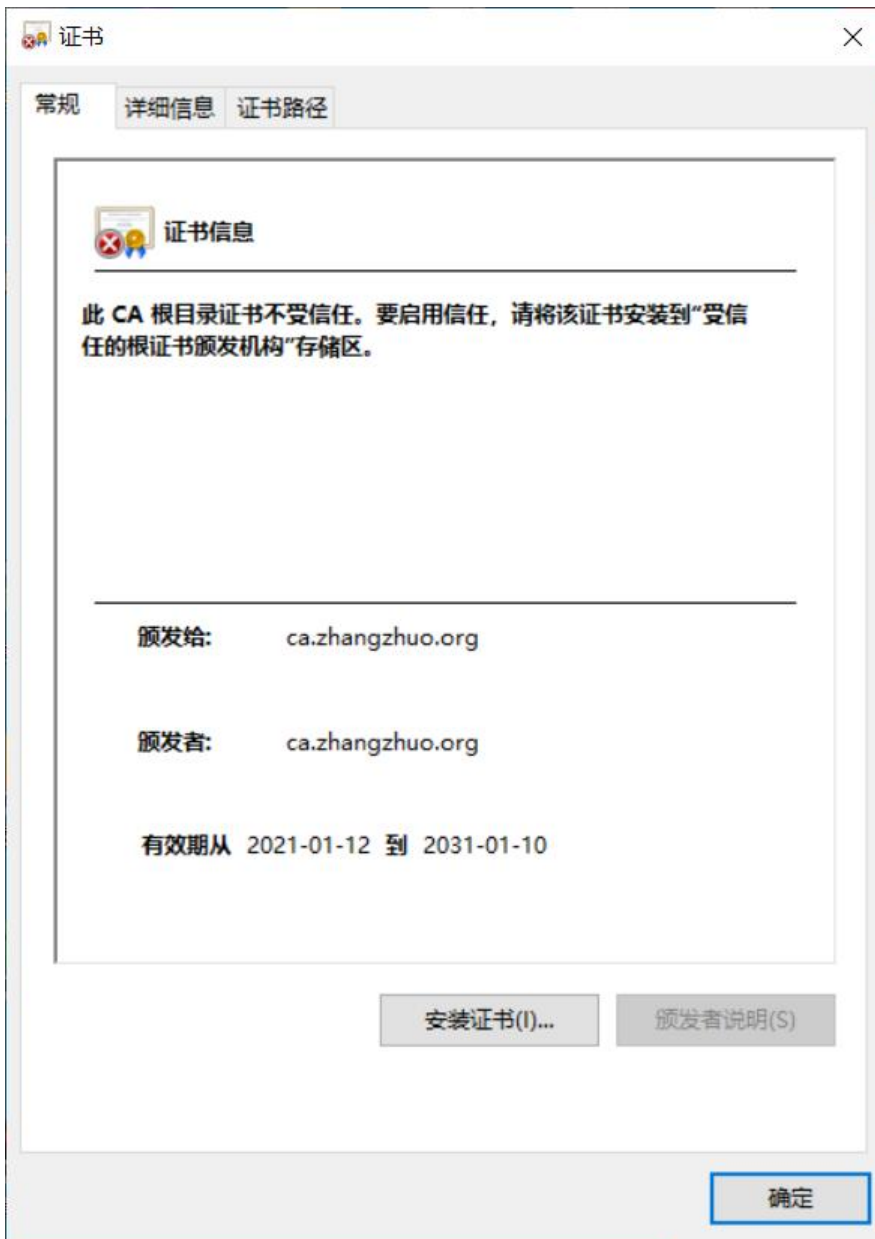 证书
常规
详细信息
证书路径
证书信息
此 CA 根目录证书不受信任。要启用信任，请将该证书安装到“受信
任的根证书颁发机构”存储区。
颁发给: ca.zhangzhuo.org
颁发者: ca.zhangzhuo.org
有效期从 2021-01-12 到 2031-01-10
安装证书(I)...
颁发者说明(S)
确定